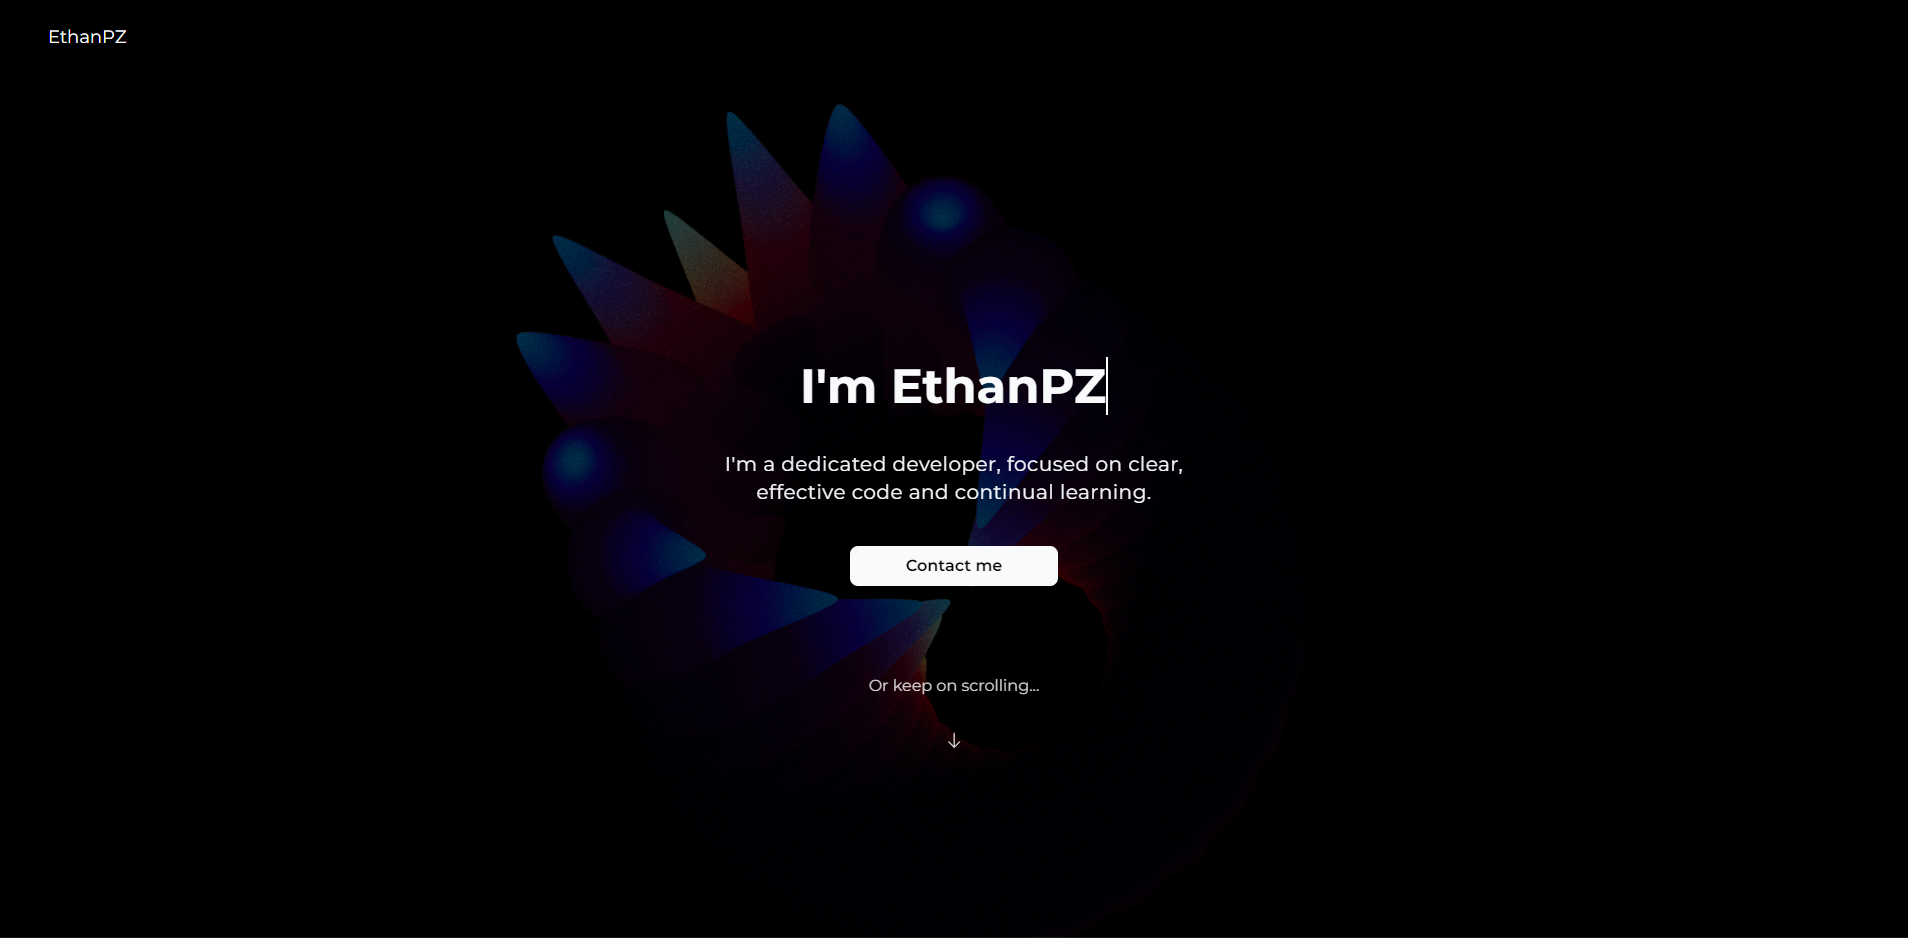 EthanPZ
I'm EthanPZ
I'm a dedicated developer, focused on clear,
effective code and continual learning.
Contact me
Or keep on scrolling...